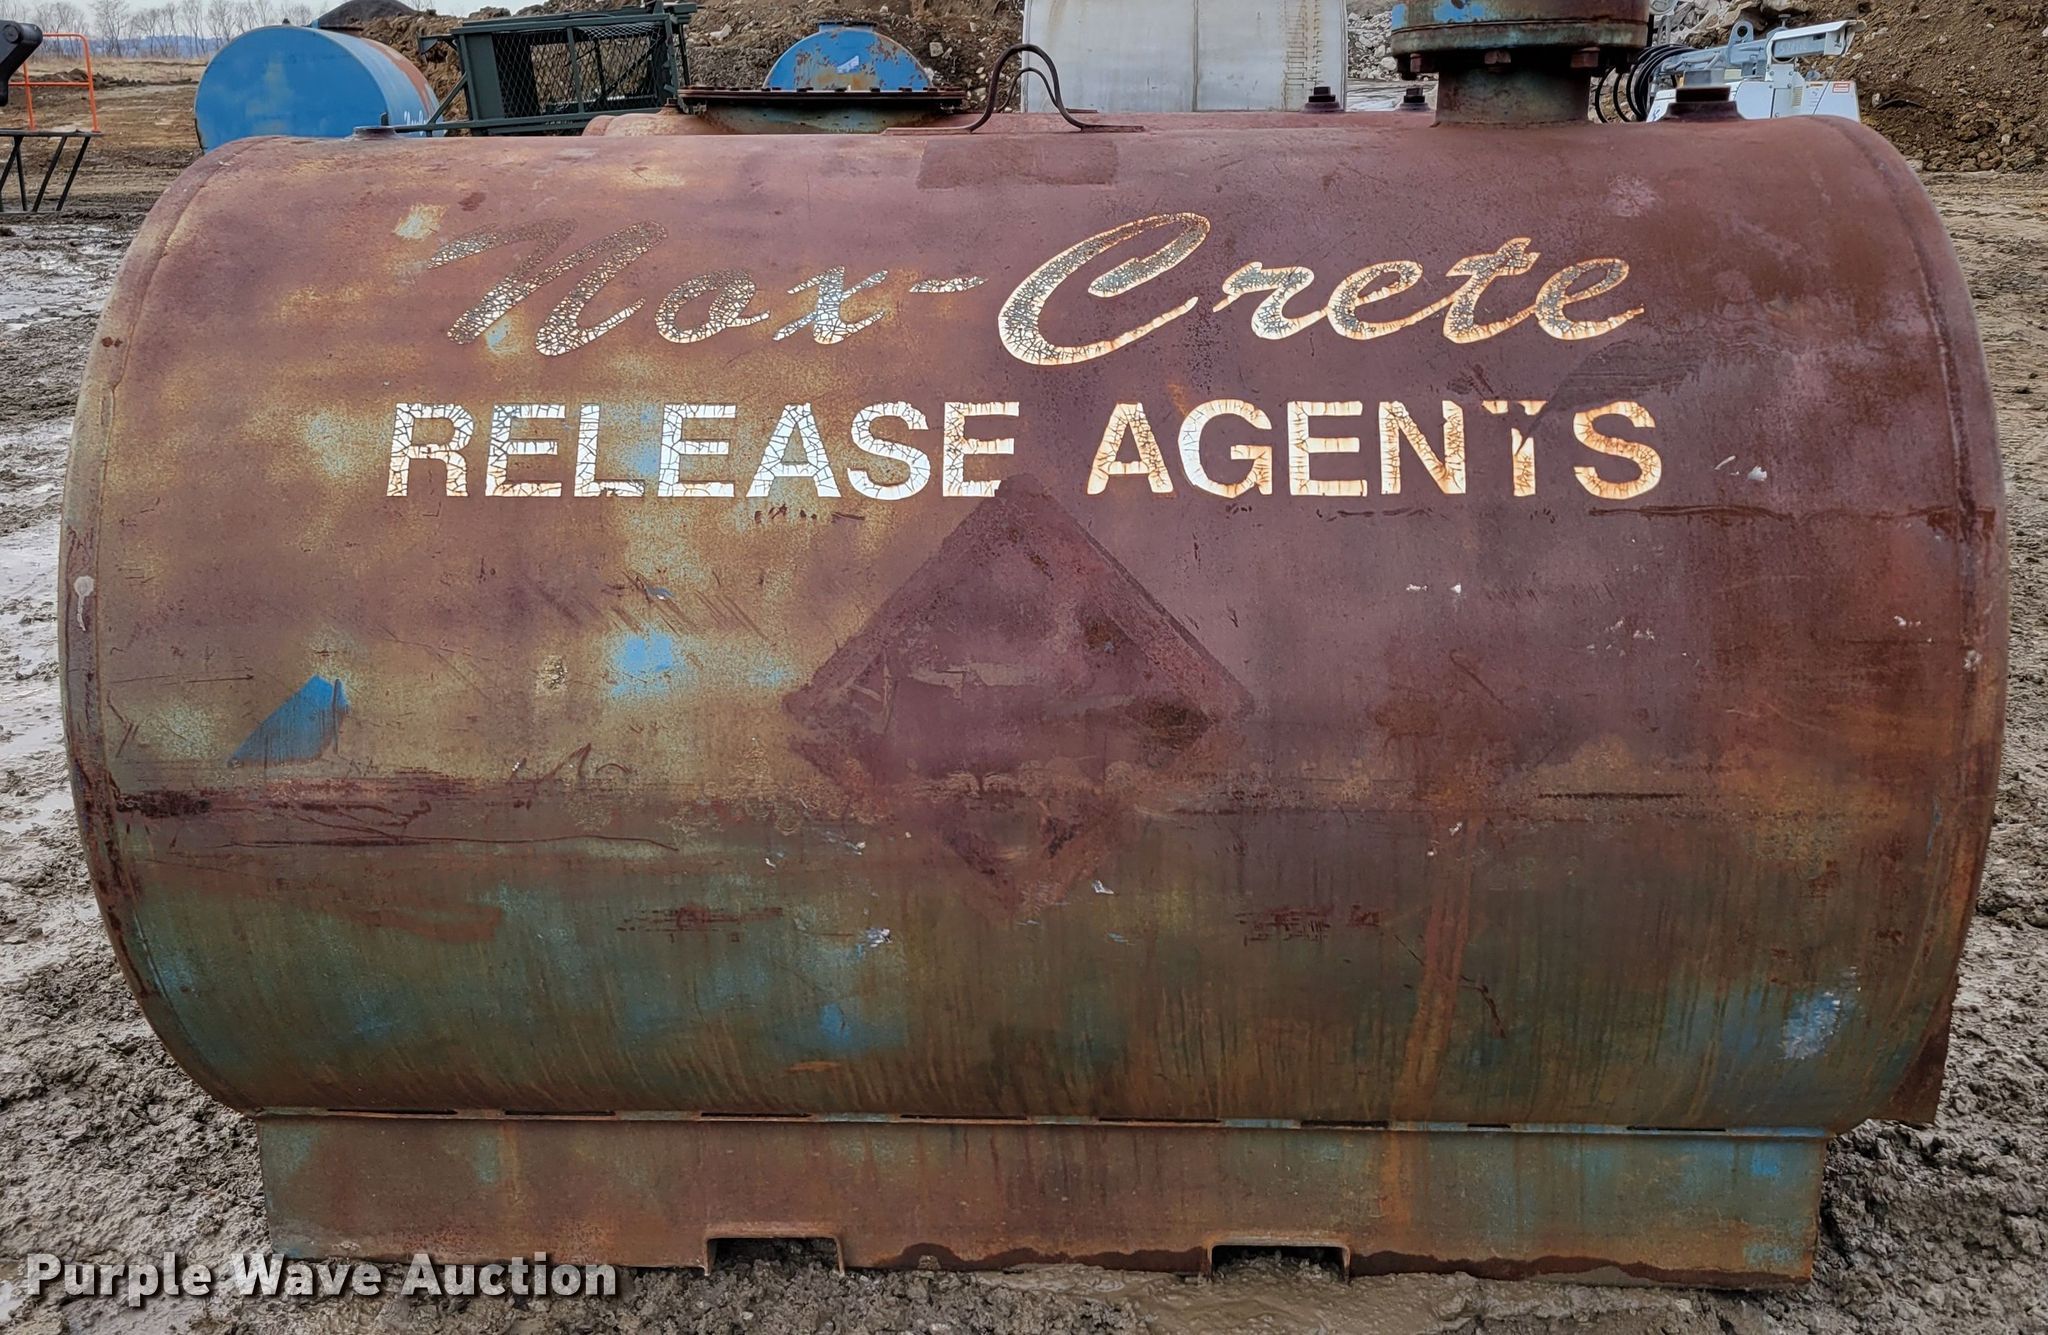 Nox-Crete
RELEASE AGENTS
Purple Wave Auction